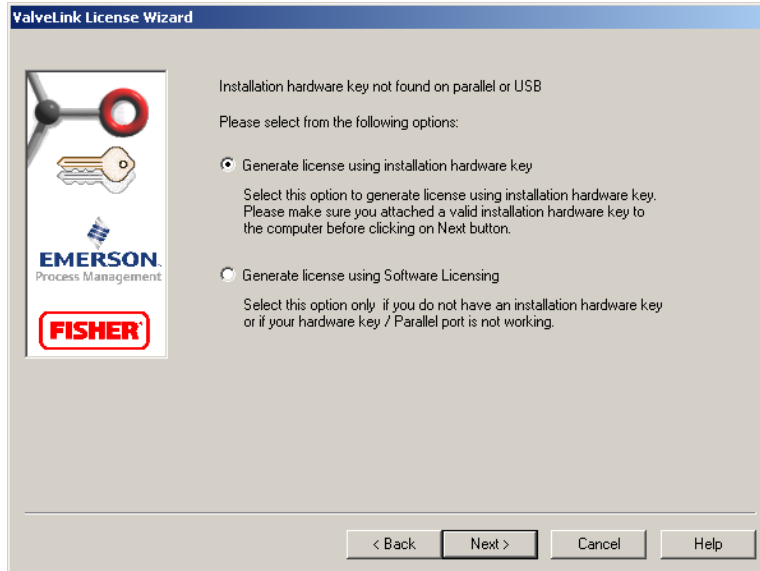 ValveLink License Wizard
Installation hardware key not found on parallel or USB
Please select from the following options:
Generate license using installation hardware key
Select this option to generate license using installation hardware key.
Please make sure you attached a valid installation hardware key to
the computer before clicking on Next button.
EMERSON.
Process Management
FISHER
Generate license using Software Licensing
Select this option only if you do not have an installation hardware key
or if your hardware key / Parallel port is not working.
< Back
Next >
Cancel
Help